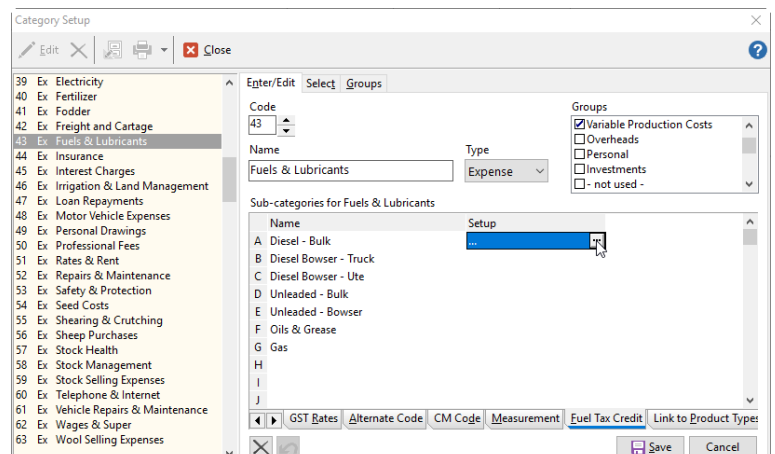 Category Setup
Edit Close
39 Ex Electricity
40 Ex Fertilizer
41 Ex Fodder
42 Ex Freight and Cartage
43 Ex Fuels & Lubricants
44 Ex Insurance
45 Ex Interest Charges
46 Ex Irrigation & Land Management
47 Ex Loan Repayments
48 Ex Motor Vehicle Expenses
49 Ex Personal Drawings
50 Ex Professional Fees
51 Ex Rates & Rent
52 Ex Repairs & Maintenance
53 Ex Safety & Protection
54 Ex Seed Costs
55 Ex Shearing & Crutching
56 Ex Sheep Purchases
57 Ex Stock Health
58 Ex Stock Management
59 Ex Stock Selling Expenses
60 Ex Telephone & Internet
61 Ex Vehicle Repairs & Maintenance
62 Ex Wages & Super
63 Ex Wool Selling Expenses
Enter/Edit Select Groups
Code
43
Name
Fuels & Lubricants
Type
Expense
Groups
Variable Production Costs
Overheads
Personal
Investments
- not used -
Sub-categories for Fuels & Lubricants
Name Setup
A Diesel - Bulk ... ...
B Diesel Bowser - Truck
C Diesel Bowser - Ute
D Unleaded - Bulk
E Unleaded - Bowser
F Oils & Grease
G Gas
H
I
J
GST Rates Alternate Code CM Code Measurement Fuel Tax Credit Link to Product Types
Save Cancel